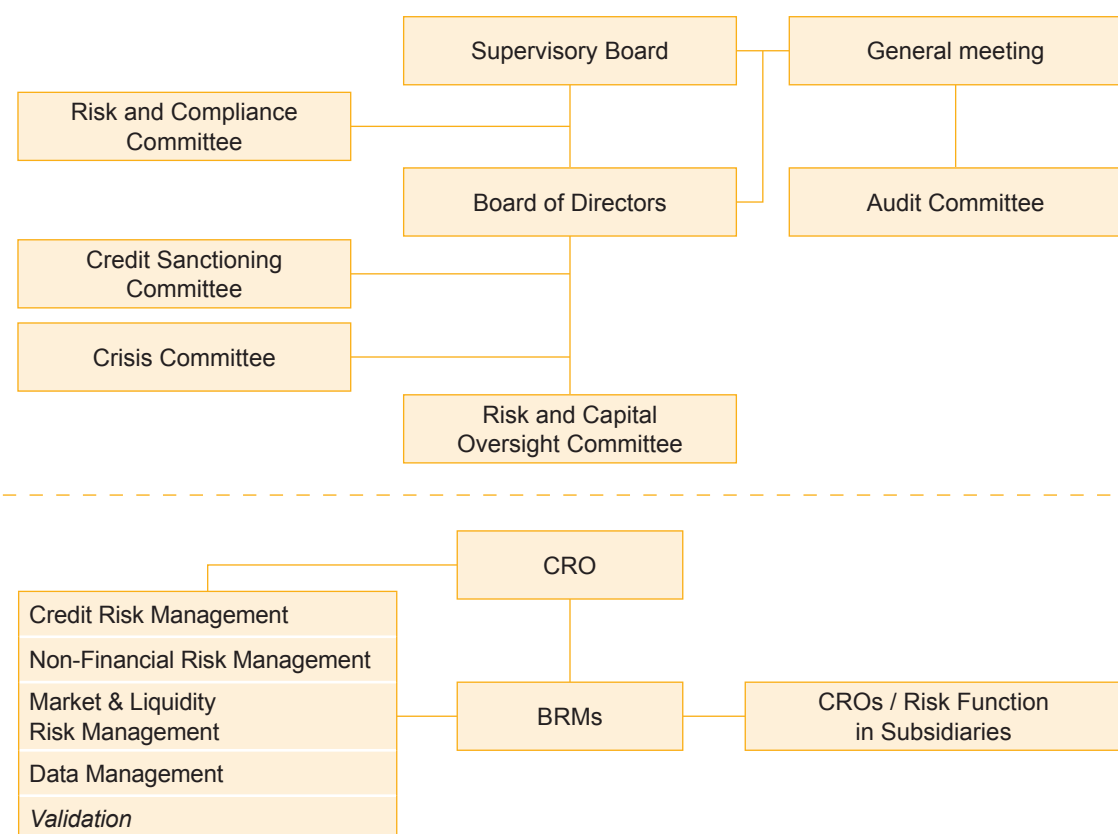 Supervisory Board
General meeting
Risk and Compliance
Committee
Board of Directors
Audit Committee
Credit Sanctioning
Committee
Crisis Committee
Risk and Capital
Oversight Committee
CRO
Credit Risk Management
Non-Financial Risk Management
Market & Liquidity
Risk Management
Data Management
Validation
BRMs
CROs / Risk Function
in Subsidiaries